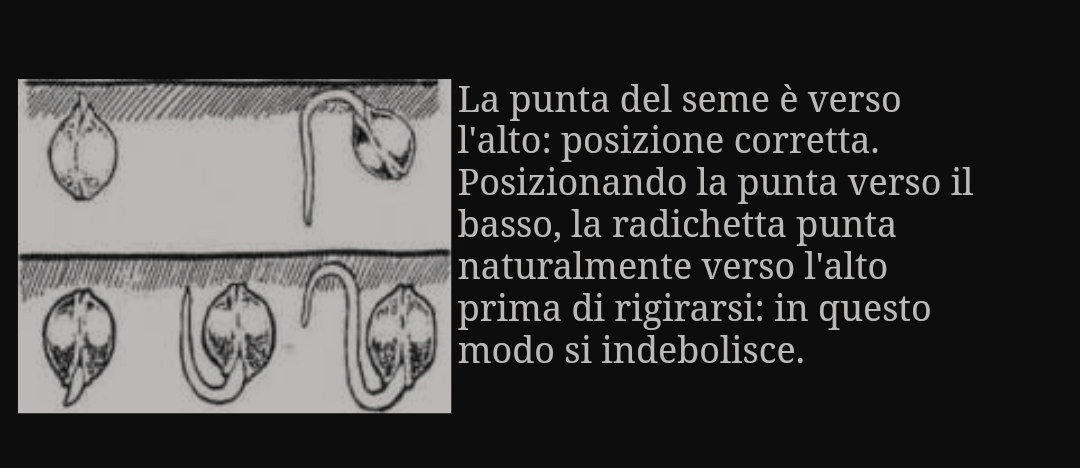 La punta del seme è verso
l'alto: posizione corretta.
Posizionando la punta verso il
basso, la radichetta punta
naturalmente verso l'alto
prima di rigirarsi: in questo
modo si indebolisce.